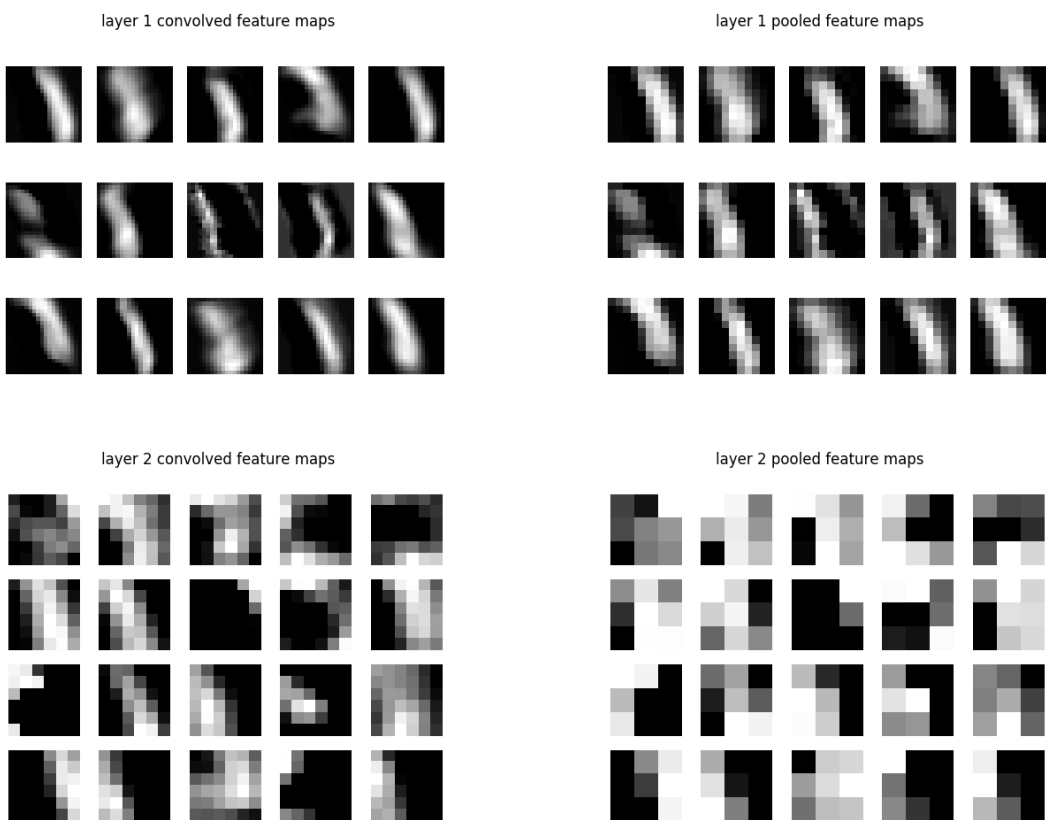 layer 1 convolved feature maps
layer 1 pooled feature maps
layer 2 convolved feature maps
layer 2 pooled feature maps